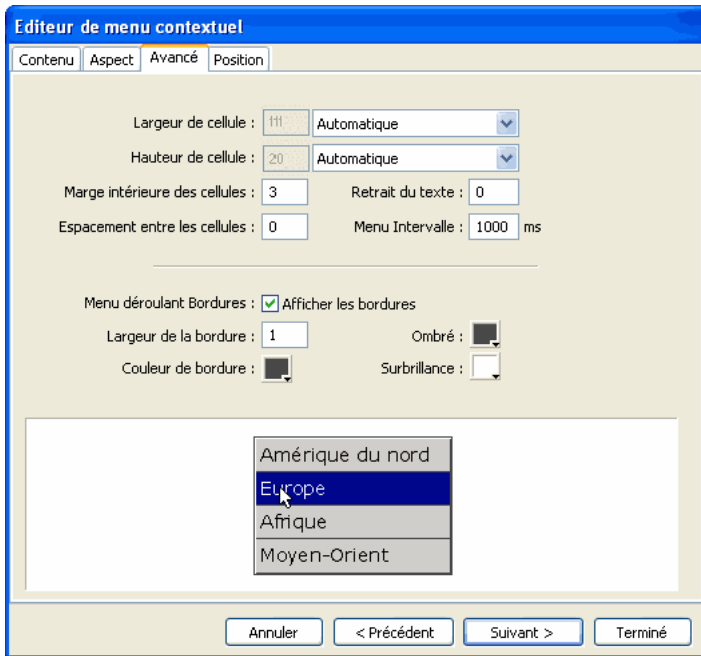 Editeur de menu contextuel
Contenu Aspect Avancé Position
Largeur de cellule : 111 Automatique
Hauteur de cellule : 20 Automatique
Marge intérieure des cellules : 3 Retrait du texte : 0
Espacement entre les cellules : 0 Menu Intervalle : 1000 ms
Menu déroulant Bordures : Afficher les bordures
Largeur de la bordure : 1 Ombré :
Couleur de bordure : Surbrillance :
Amérique du nord
Europe
Afrique
Moyen-Orient
Annuler < Précédent Suivant > Terminé